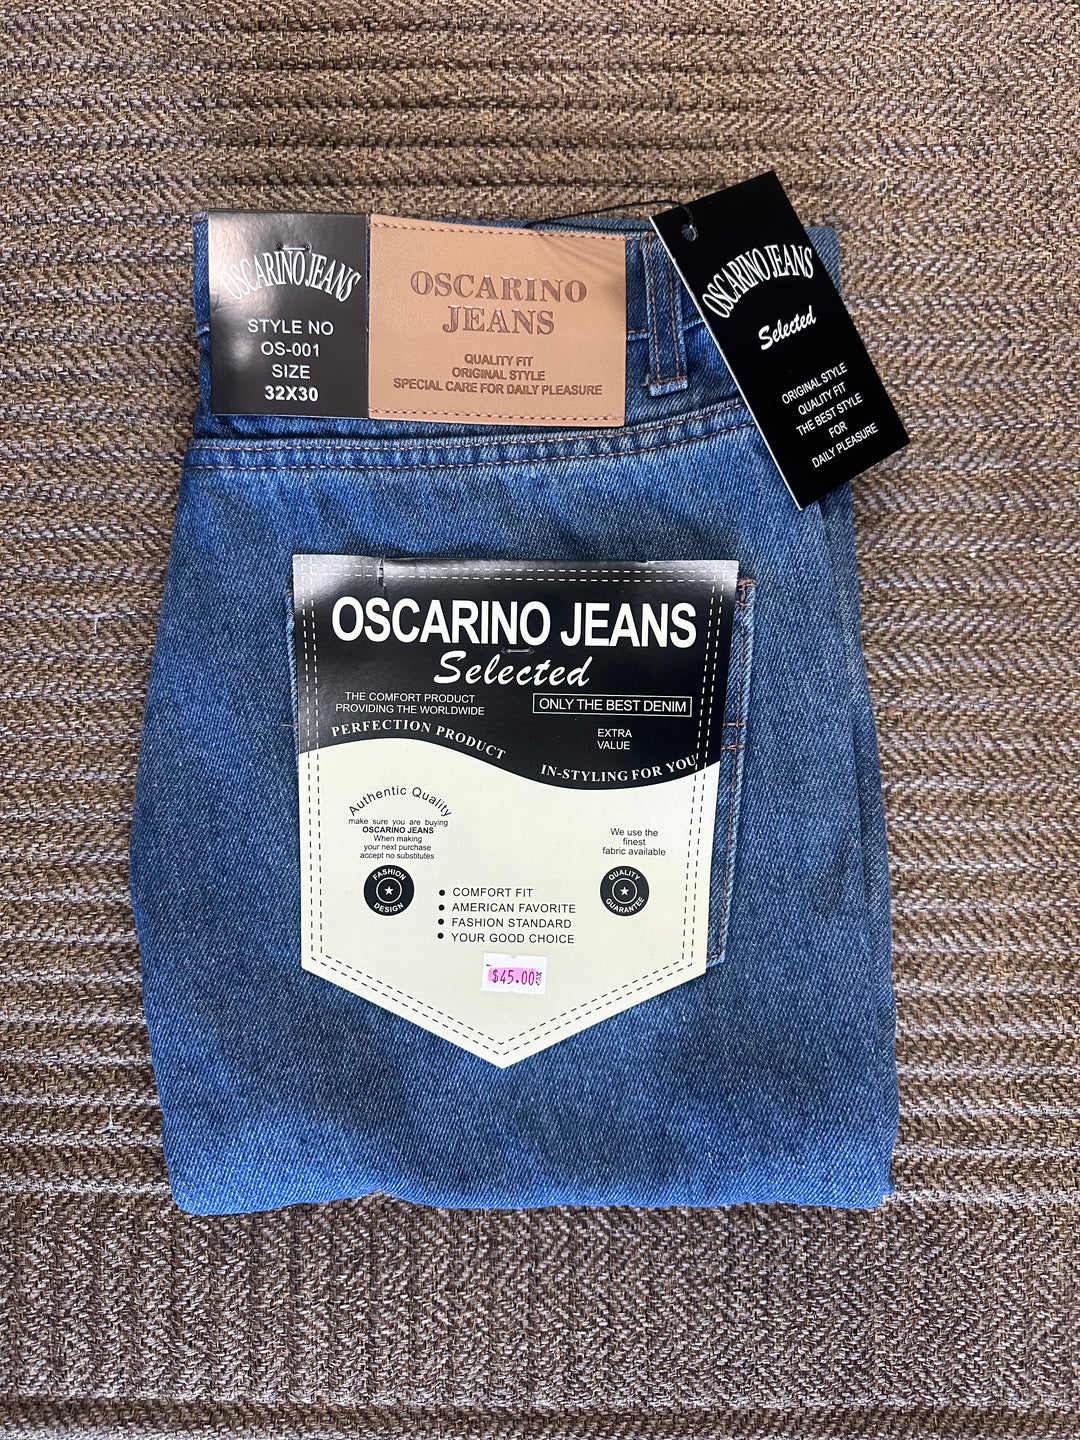 OSCARINO JEANS
STYLE NO
OS-001
SIZE
32X30
OSCARINO
JEANS
QUALITY FIT
ORIGINAL STYLE
SPECIAL CARE FOR DAILY PLEASURE
OSCARINO JEANS
Selected
ORIGINAL STYLE
QUALITY FIT
THE BEST STYLE
FOR
DAILY PLEASURE
OSCARINO JEANS
Selected
THE COMFORT PRODUCT
PROVIDING THE WORLDWIDE
ONLY THE BEST DENIM
PERFECTION PRODUCT
EXTRA
VALUE
IN-STYLING FOR YOU
Authentic Quality
make sure you are buying
OSCARINO JEANS
When making
your next purchase
accept no substitutes
FASHION
DESIGN
We use the
finest
fabric available
QUALITY
GUARANTEE
COMFORT FIT
AMERICAN FAVORITE
FASHION STANDARD
YOUR GOOD CHOICE
$45.00